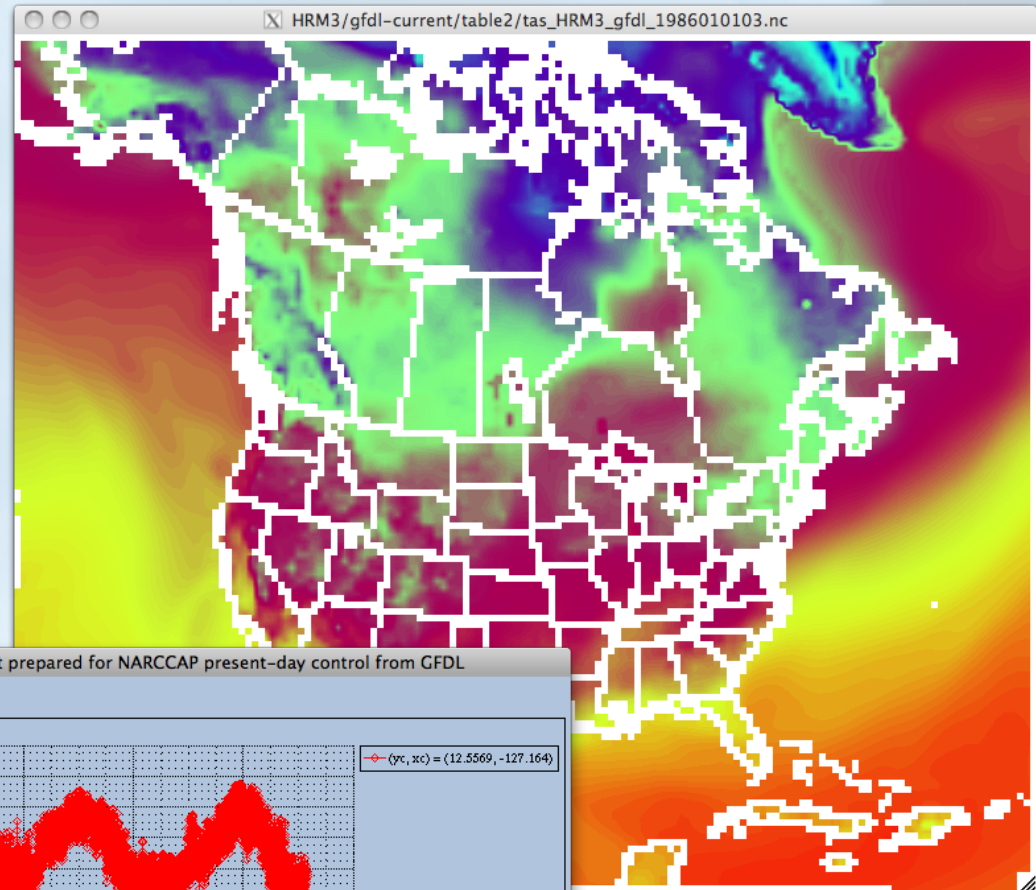 HRM3/gfdl-current/table2/tas_HRM3_gfdl_1986010103.nc
t prepared for NARCCAP present-day control from GFDL
(yc, xc) = (12.5569, -127.164)